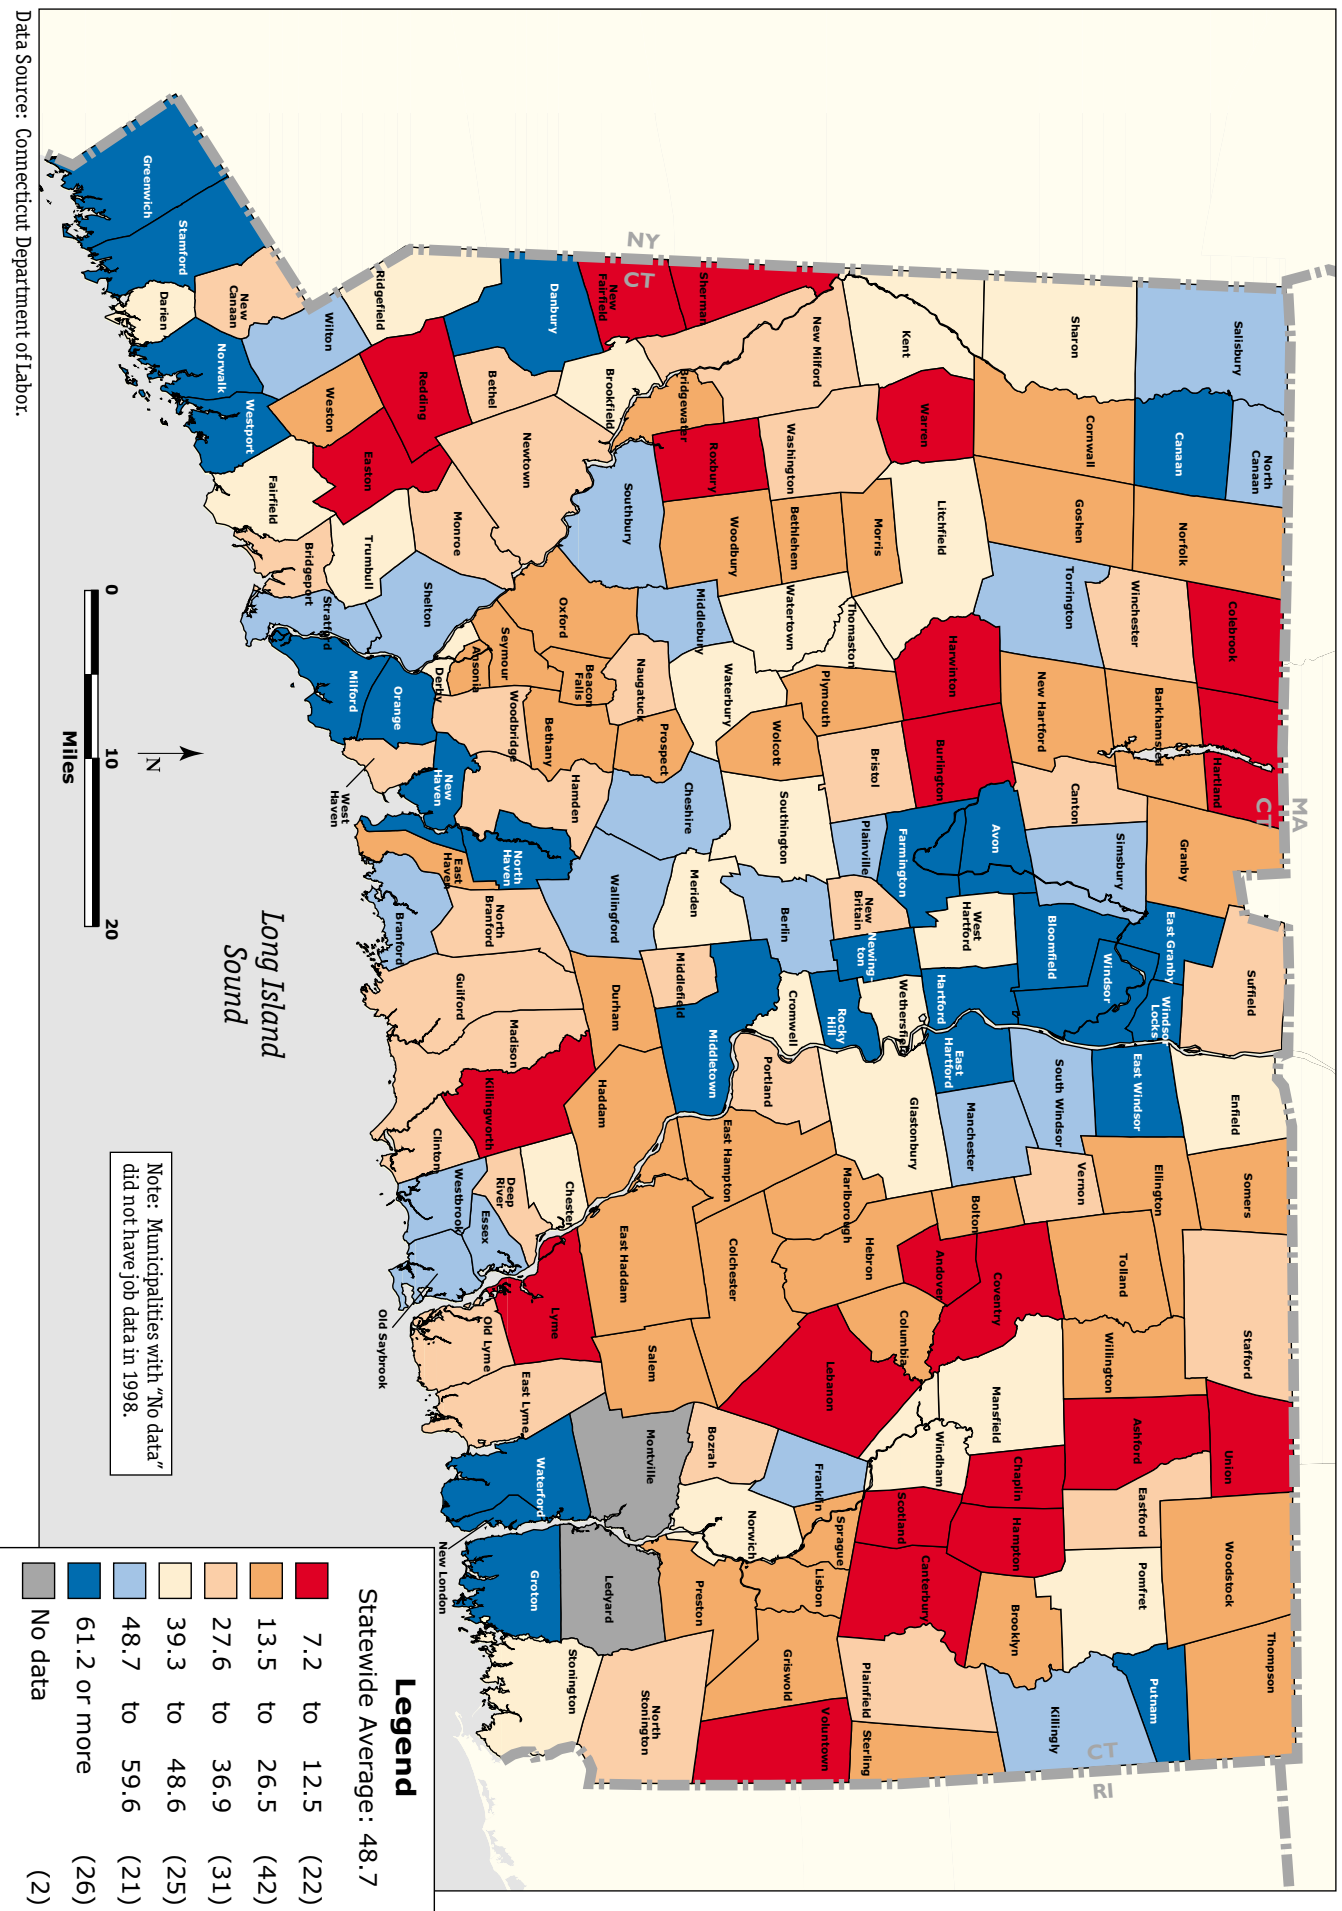 NY
CT
MA
CT
CT
RI
Salisbury
North
Canaan
Canaan
Norfolk
Colebrook
Hartland
Granby
Suffield
East Granby
Windsor
Locks
Enfield
Somers
Stafford
Union
Woodstock
Thompson
Sharon
Cornwall
Goshen
Torrington
Winchester
Barkhamsted
New Hartford
Canton
Simsbury
Bloomfield
Windsor
East Windsor
South Windsor
Ellington
Vernon
Tolland
Willington
Ashford
Eastford
Pomfret
Putnam
Killingly
Kent
Warren
Litchfield
Harwinton
Burlington
Avon
Farmington
West
Hartford
Hartford
East
Hartford
Manchester
Bolton
Coventry
Andover
Mansfield
Chaplin
Hampton
Brooklyn
Windham
Scotland
Canterbury
Plainfield
Sterling
Sherman
New
Fairfield
New Milford
Washington
Morris
Bethlehem
Bridgewater
Roxbury
Woodbury
Watertown
Thomaston
Plymouth
Bristol
Wolcott
Plainville
New
Britain
Newing-
ton
Wethersfield
Rocky
Hill
Glastonbury
Marlborough
Hebron
Columbia
Lebanon
Franklin
Sprague
Lisbon
Griswold
Voluntown
Danbury
Brookfield
Bethel
Newtown
Southbury
Middlebury
Waterbury
Naugatuck
Prospect
Cheshire
Southington
Meriden
Berlin
Cromwell
Middletown
Middlefield
Portland
East Hampton
Colchester
Bozrah
Norwich
Preston
Ridgefield
Redding
Monroe
Oxford
Seymour
Beacon
Falls
Bethany
Woodbridge
Hamden
Wallingford
Durham
Haddam
East Haddam
Salem
Montville
Ledyard
North
Stonington
Wilton
Weston
Easton
Trumbull
Shelton
Ansonia
Derby
Orange
New
Haven
North
Haven
East
Haven
North
Branford
Branford
Guilford
Madison
Killingworth
Clinton
Chester
Deep
River
Essex
Westbrook
Old Saybrook
Lyme
Old Lyme
East Lyme
Waterford
New London
Groton
Stonington
Greenwich
Stamford
New
Canaan
Darien
Norwalk
Westport
Fairfield
Bridgeport
Stratford
Milford
West
Haven
Long Island
Sound
N
0
10
20
Miles
Note: Municipalities with "No data"
did not have job data in 1998.
Legend
Statewide Average: 48.7
7.2 to 12.5 (22)
13.5 to 26.5 (42)
27.6 to 36.9 (31)
39.3 to 48.6 (25)
48.7 to 59.6 (21)
61.2 or more (26)
No data (2)
Data Source: Connecticut Department of Labor.